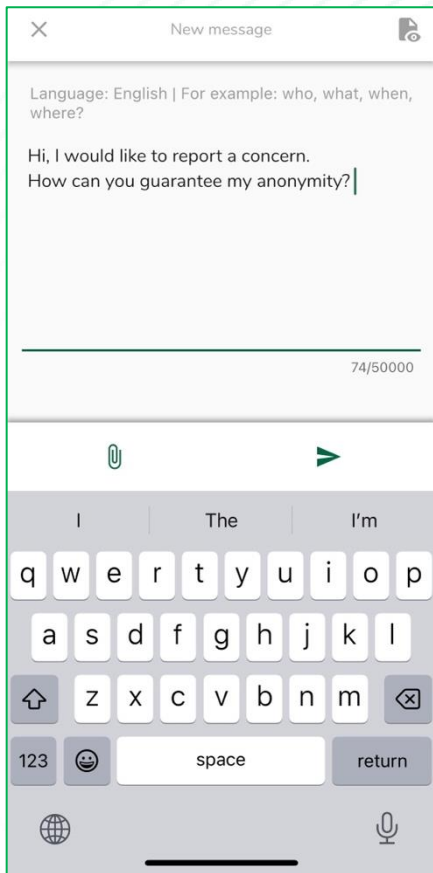 New message
Language: English | For example: who, what, when,
where?
Hi, I would like to report a concern.
How can you guarantee my anonymity?
74/50000
I The I'm
q w e r t y u i o p
a s d f g h j k l
z x c v b n m
123 space return